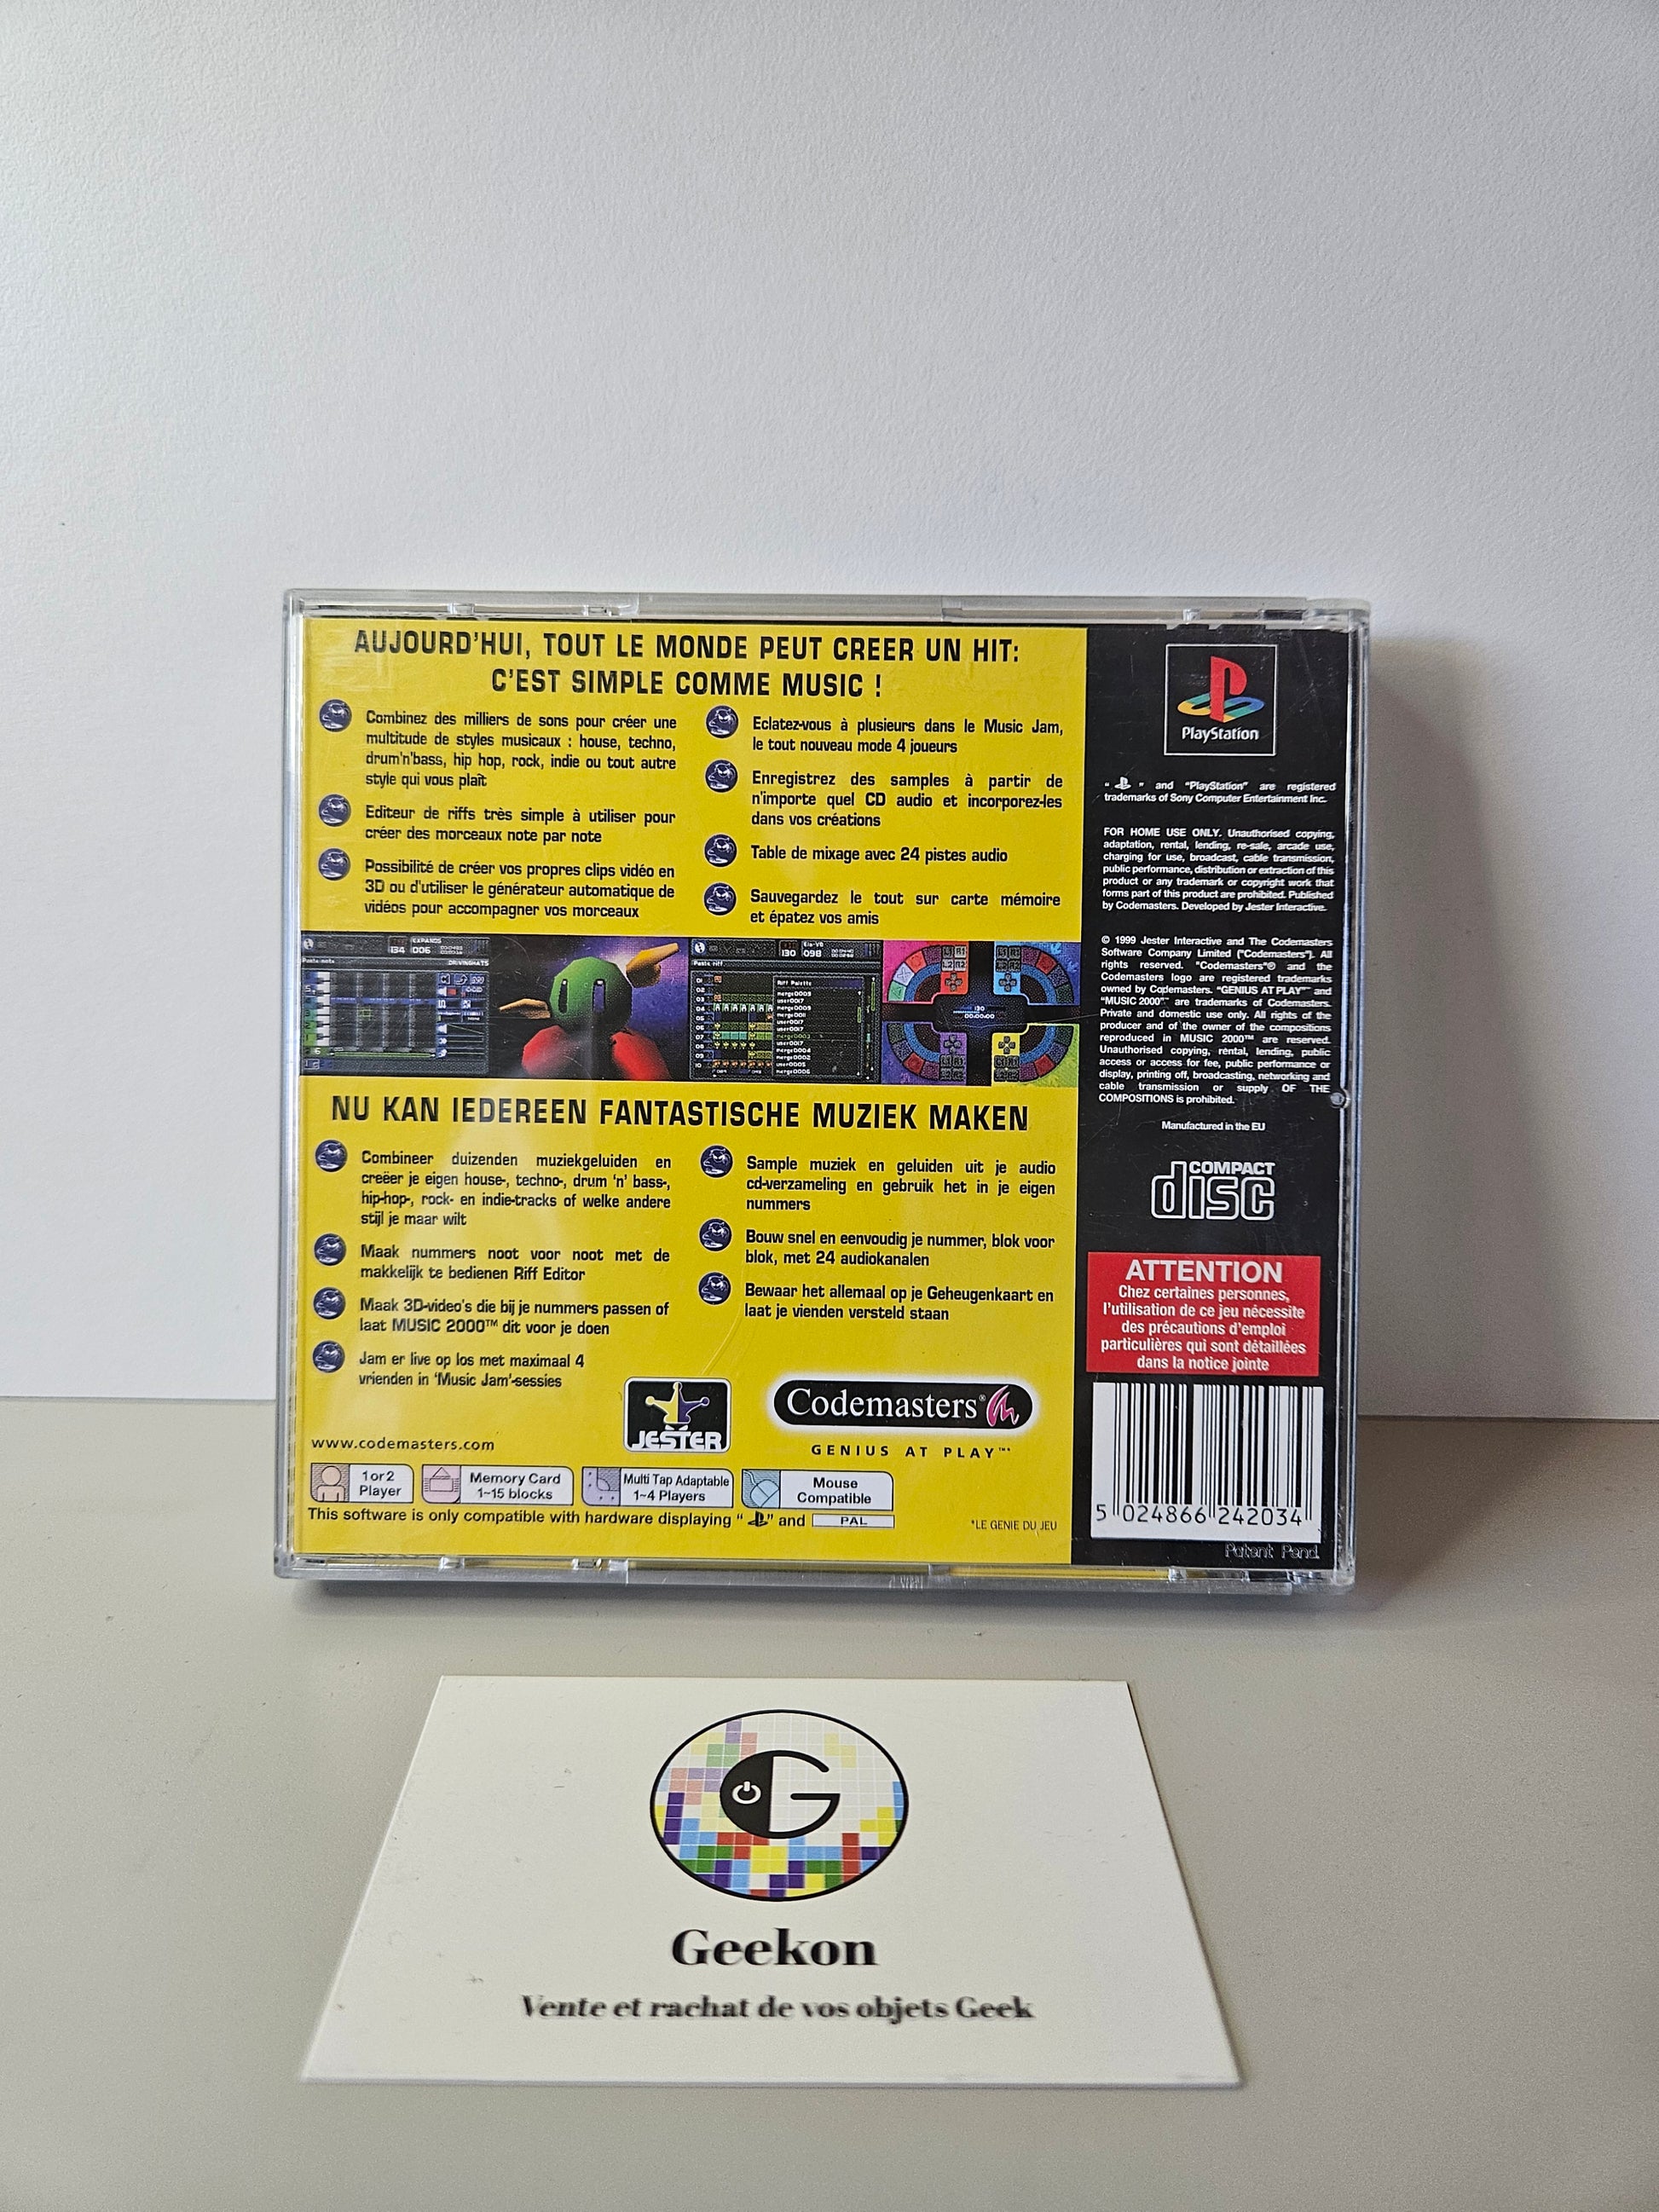 AUJOURD'HUI, TOUT LE MONDE PEUT CREER UN HIT:
C'EST SIMPLE COMME MUSIC !
Combinez des milliers de sons pour créer une
multitude de styles musicaux : house, techno,
drum'n'bass, hip hop, rock, indie ou tout autre
style qui vous plaît
Editeur de riffs très simple à utiliser pour
créer des morceaux note par note
Possibilité de créer vos propres clips vidéo en
3D ou d'utiliser le générateur automatique de
vidéos pour accompagner vos morceaux
Eclatez-vous à plusieurs dans le Music Jam,
le tout nouveau mode 4 joueurs
Enregistrez des samples à partir de
n'importe quel CD audio et incorporez-les
dans vos créations
Table de mixage avec 24 pistes audio
Sauvegardez le tout sur carte mémoire
et épatez vos amis
134 006
EXPANDS
DRIVINGHATS
130 098
Riff Palette
NU KAN IEDEREEN FANTASTISCHE MUZIEK MAKEN
Combineer duizenden muziekgeluiden en
creëer je eigen house-, techno-, drum 'n' bass-,
hip-hop-, rock- en indie-tracks of welke andere
stijl je maar wilt
Maak nummers noot voor noot met de
makkelijk te bedienen Riff Editor
Maak 3D-video's die bij je nummers passen of
laat MUSIC 2000™ dit voor je doen
Jam er live op los met maximaal 4
vrienden in 'Music Jam'-sessies
Sample muziek en geluiden uit je audio
cd-verzameling en gebruik het in je eigen
nummers
Bouw snel en eenvoudig je nummer, blok voor
blok, met 24 audiokanalen
Bewaar het allemaal op je Geheugenkaart en
laat je vienden versteld staan
www.codemasters.com
JESTER
Codemasters®
GENIUS AT PLAY™*
1 or 2
Player
Memory Card
1~15 blocks
Multi Tap Adaptable
1~4 Players
Mouse
Compatible
This software is only compatible with hardware displaying " " and PAL
*LE GENIE DU JEU
PlayStation
" " and "PlayStation" are registered
trademarks of Sony Computer Entertainment Inc.
FOR HOME USE ONLY. Unauthorised copying,
adaptation, rental, lending, re-sale, arcade use,
charging for use, broadcast, cable transmission,
public performance, distribution or extraction of this
product or any trademark or copyright work that
forms part of this product are prohibited. Published
by Codemasters. Developed by Jester Interactive.
© 1999 Jester Interactive and The Codemasters
Software Company Limited ("Codemasters"). All
rights reserved. "Codemasters"® and the
Codemasters logo are registered trademarks
owned by Codemasters. "GENIUS AT PLAY"™ and
"MUSIC 2000"™ are trademarks of Codemasters.
Private and domestic use only. All rights of the
producer and of the owner of the compositions
reproduced in MUSIC 2000™ are reserved.
Unauthorised copying, rental, lending, public
access or access for fee, public performance or
display, printing off, broadcasting, networking and
cable transmission or supply OF THE
COMPOSITIONS is prohibited.
Manufactured in the EU
COMPACT
disc
ATTENTION
Chez certaines personnes,
l'utilisation de ce jeu nécessite
des précautions d'emploi
particulières qui sont détaillées
dans la notice jointe
5 024866 242034
Patent Pend.
G
Geekon
Vente et rachat de vos objets Geek